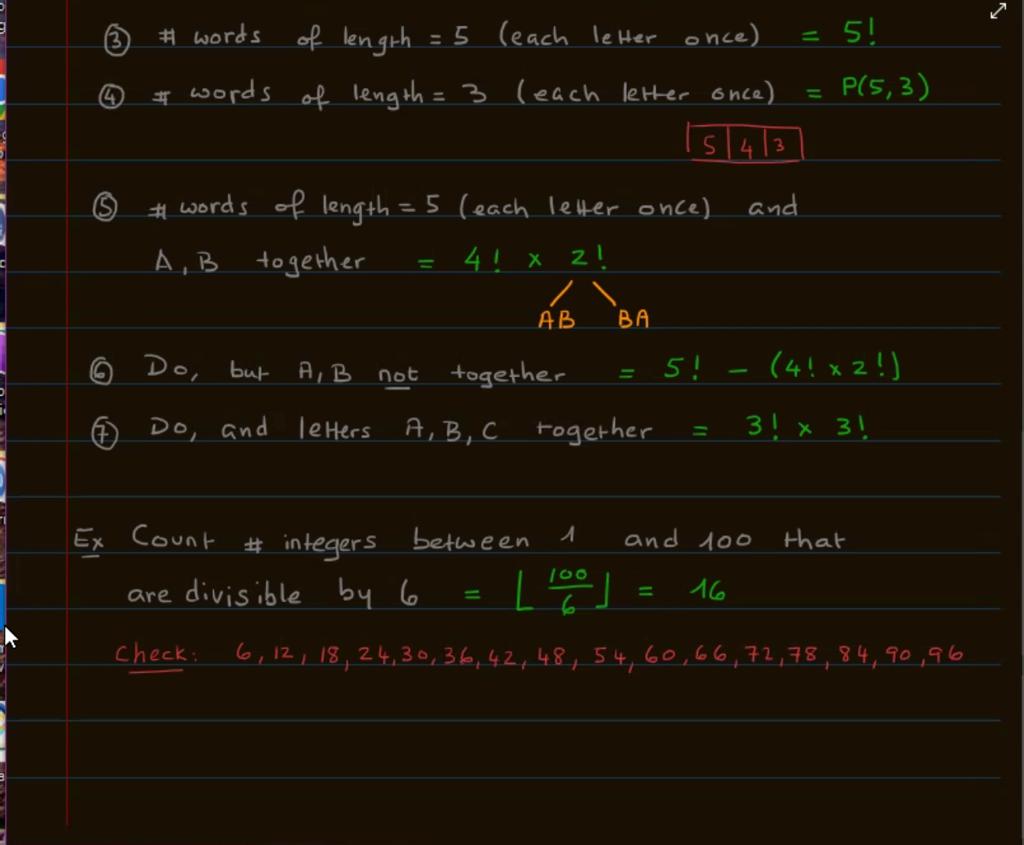 ③ # words of length = 5 (each letter once) = 5!
④ # words of length = 3 (each letter once) = P(5,3)
5 4 3
⑤ # words of length = 5 (each letter once) and
A, B together = 4! × 2!
AB BA
⑥ Do, but A, B not together = 5! - (4! × 2!)
⑦ Do, and letters A, B, C together = 3! × 3!
Ex Count # integers between 1 and 100 that
are divisible by 6 = ⌊100/6⌋ = 16
Check: 6, 12, 18, 24, 30, 36, 42, 48, 54, 60, 66, 72, 78, 84, 90, 96